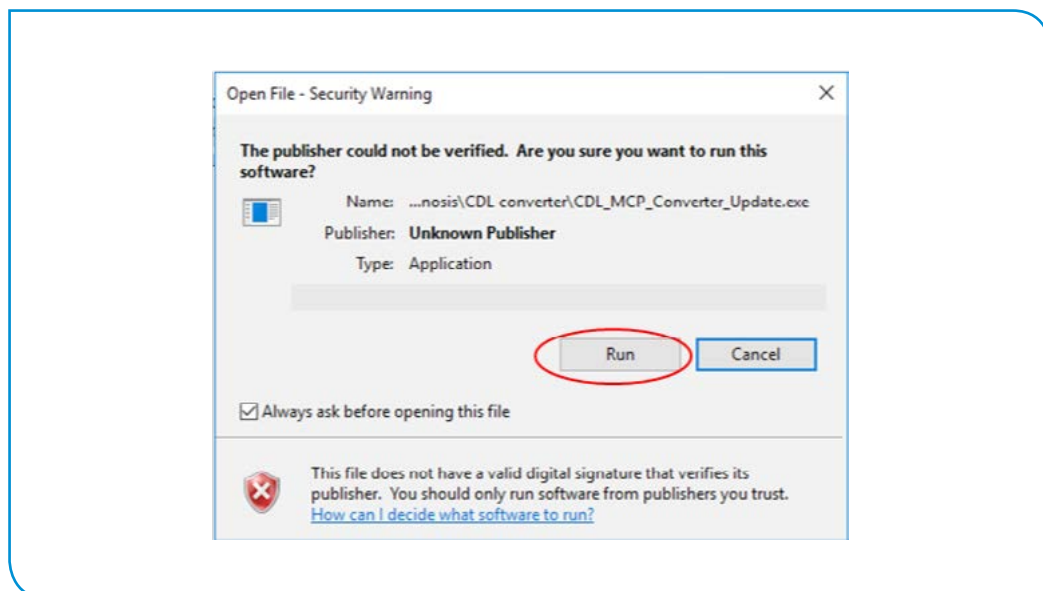 Open File - Security Warning
The publisher could not be verified. Are you sure you want to run this
software?
Name: ...nosis\CDL converter\CDL_MCP_Converter_Update.exe
Publisher: Unknown Publisher
Type: Application
Run Cancel
Always ask before opening this file
This file does not have a valid digital signature that verifies its
publisher. You should only run software from publishers you trust.
How can I decide what software to run?